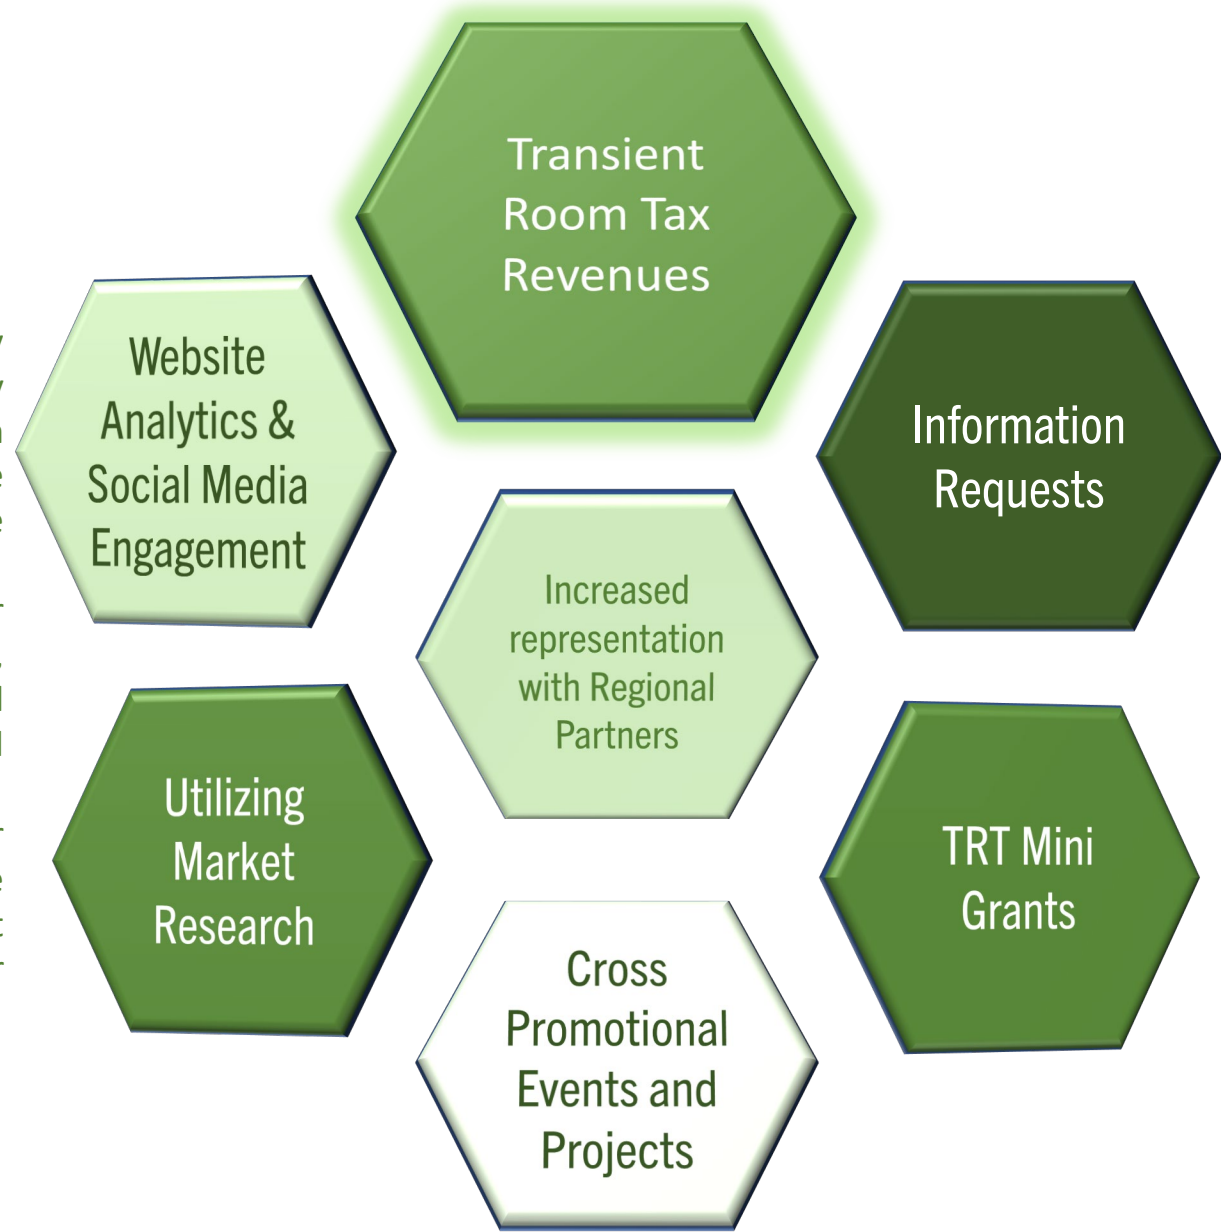 Transient
Room Tax
Revenues
Website
Analytics &
Social Media
Engagement
Information
Requests
Increased
representation
with Regional
Partners
Utilizing
Market
Research
TRT Mini
Grants
Cross
Promotional
Events and
Projects